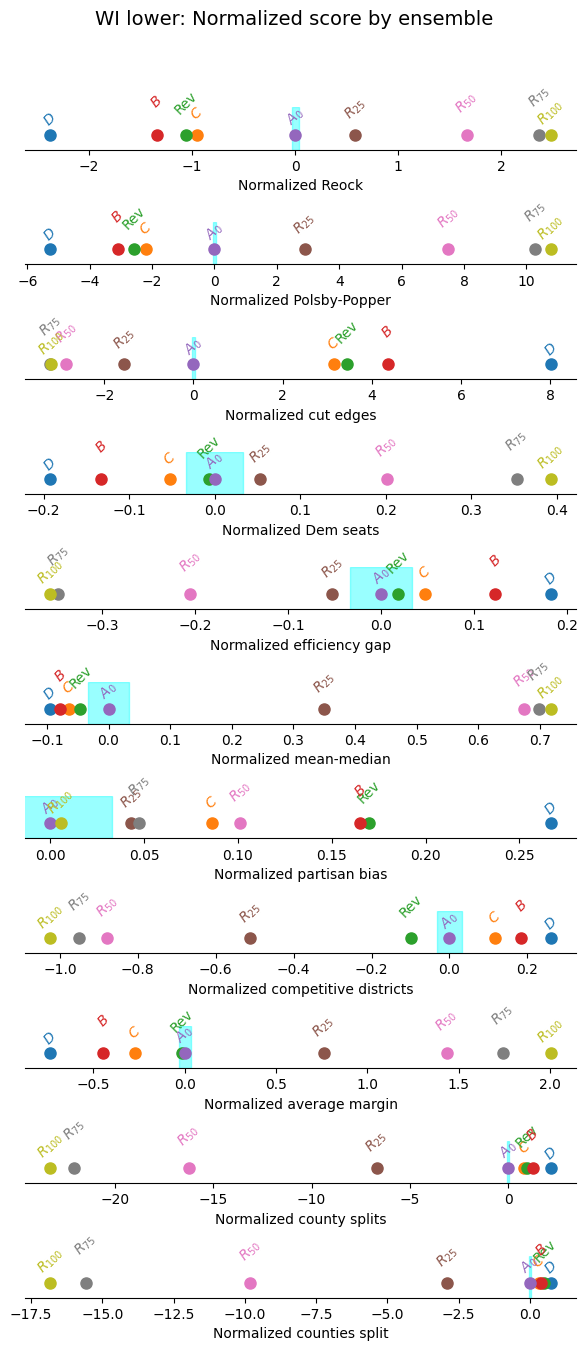 WI lower: Normalized score by ensemble
D B Rev C A₀ R₂₅ R₅₀ R₇₅ R₁₀₀
−2 −1 0 1 2
Normalized Reock
D B Rev C A₀ R₂₅ R₅₀ R₇₅ R₁₀₀
−6 −4 −2 0 2 4 6 8 10
Normalized Polsby-Popper
R₇₅ R₁₀₀ R₅₀ R₂₅ A₀ C Rev B D
−2 0 2 4 6 8
Normalized cut edges
D B C Rev A₀ R₂₅ R₅₀ R₇₅ R₁₀₀
−0.2 −0.1 0.0 0.1 0.2 0.3 0.4
Normalized Dem seats
R₁₀₀ R₇₅ R₅₀ R₂₅ A₀ Rev C B D
−0.3 −0.2 −0.1 0.0 0.1 0.2
Normalized efficiency gap
D B C Rev A₀ R₂₅ R₅₀ R₇₅ R₁₀₀
−0.1 0.0 0.1 0.2 0.3 0.4 0.5 0.6 0.7
Normalized mean-median
A₀ R₁₀₀ R₂₅ R₇₅ C R₅₀ B Rev D
0.00 0.05 0.10 0.15 0.20 0.25
Normalized partisan bias
R₁₀₀ R₇₅ R₅₀ R₂₅ Rev A₀ C B D
−1.0 −0.8 −0.6 −0.4 −0.2 0.0 0.2
Normalized competitive districts
D B C Rev A₀ R₂₅ R₅₀ R₇₅ R₁₀₀
−0.5 0.0 0.5 1.0 1.5 2.0
Normalized average margin
R₁₀₀ R₇₅ R₅₀ R₂₅ A₀ C Rev B D
−20 −15 −10 −5 0
Normalized county splits
R₁₀₀ R₇₅ R₅₀ R₂₅ A₀ C B Rev D
−17.5 −15.0 −12.5 −10.0 −7.5 −5.0 −2.5 0.0
Normalized counties split